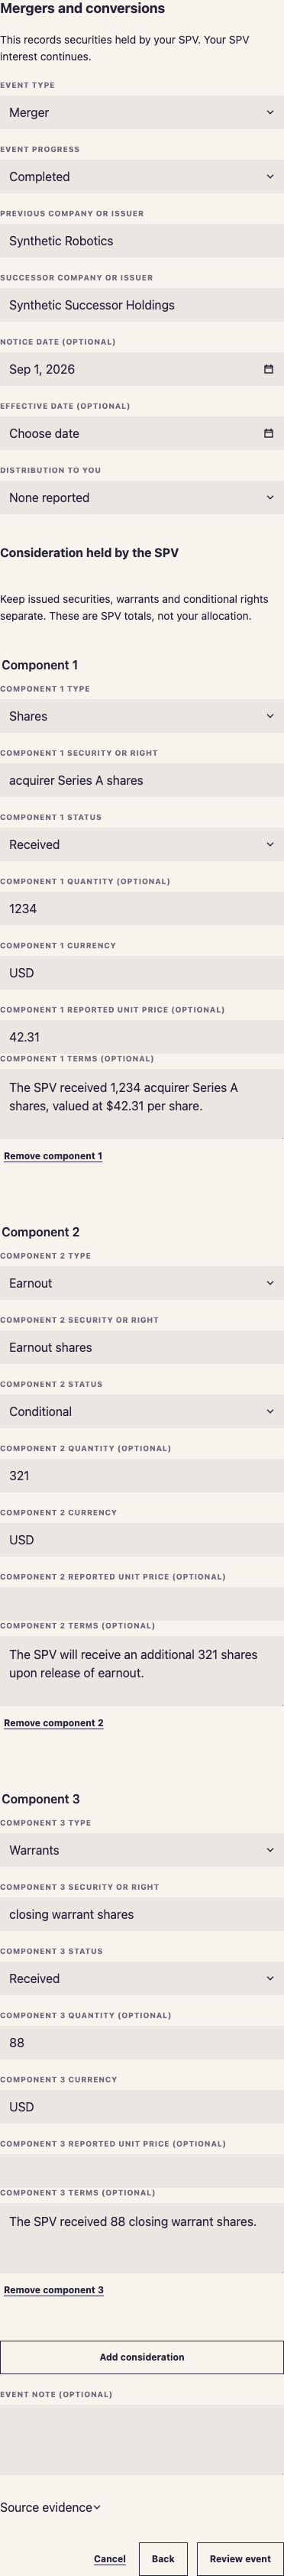 Mergers and conversions
This records securities held by your SPV. Your SPV
interest continues.
EVENT TYPE
Merger
EVENT PROGRESS
Completed
PREVIOUS COMPANY OR ISSUER
Synthetic Robotics
SUCCESSOR COMPANY OR ISSUER
Synthetic Successor Holdings
NOTICE DATE (OPTIONAL)
Sep 1, 2026
EFFECTIVE DATE (OPTIONAL)
Choose date
DISTRIBUTION TO YOU
None reported
Consideration held by the SPV
Keep issued securities, warrants and conditional rights
separate. These are SPV totals, not your allocation.
Component 1
COMPONENT 1 TYPE
Shares
COMPONENT 1 SECURITY OR RIGHT
acquirer Series A shares
COMPONENT 1 STATUS
Received
COMPONENT 1 QUANTITY (OPTIONAL)
1234
COMPONENT 1 CURRENCY
USD
COMPONENT 1 REPORTED UNIT PRICE (OPTIONAL)
42.31
COMPONENT 1 TERMS (OPTIONAL)
The SPV received 1,234 acquirer Series A
shares, valued at $42.31 per share.
Remove component 1
Component 2
COMPONENT 2 TYPE
Earnout
COMPONENT 2 SECURITY OR RIGHT
Earnout shares
COMPONENT 2 STATUS
Conditional
COMPONENT 2 QUANTITY (OPTIONAL)
321
COMPONENT 2 CURRENCY
USD
COMPONENT 2 REPORTED UNIT PRICE (OPTIONAL)
COMPONENT 2 TERMS (OPTIONAL)
The SPV will receive an additional 321 shares
upon release of earnout.
Remove component 2
Component 3
COMPONENT 3 TYPE
Warrants
COMPONENT 3 SECURITY OR RIGHT
closing warrant shares
COMPONENT 3 STATUS
Received
COMPONENT 3 QUANTITY (OPTIONAL)
88
COMPONENT 3 CURRENCY
USD
COMPONENT 3 REPORTED UNIT PRICE (OPTIONAL)
COMPONENT 3 TERMS (OPTIONAL)
The SPV received 88 closing warrant shares.
Remove component 3
Add consideration
EVENT NOTE (OPTIONAL)
Source evidence
Cancel
Back
Review event